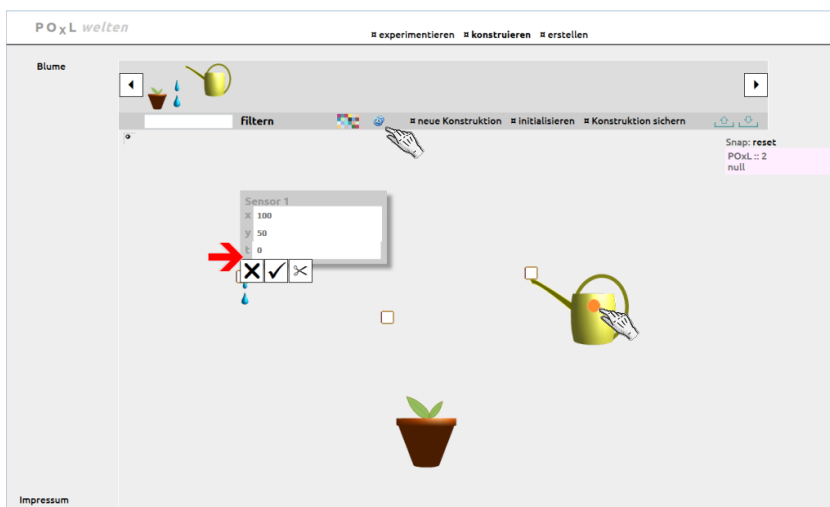 POXL welten
¤ experimentieren ¤ konstruieren ¤ erstellen
Blume
filtern
¤ neue Konstruktion ¤ initialisieren ¤ Konstruktion sichern
Snap: reset
POxL :: 2
null
Sensor 1
x 100
y 50
t 0
Impressum